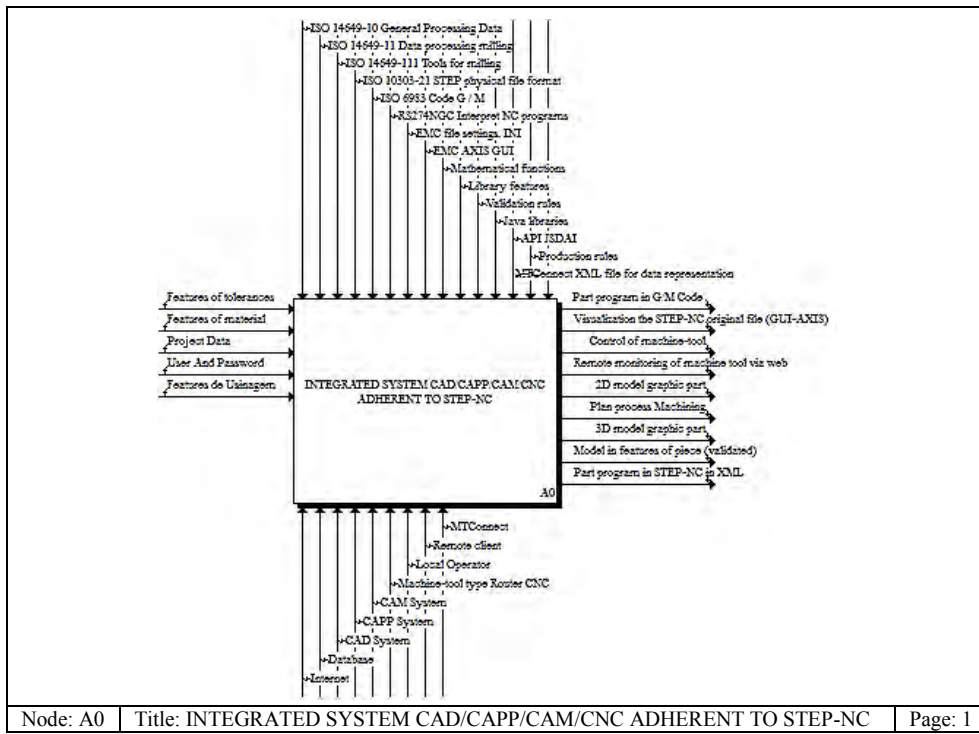 ISO 14649-10 General Processing Data
ISO 14649-11 Data processing milling
ISO 14649-111 Tools for milling
ISO 10303-21 STEP physical file format
ISO 6983 Code G / M
RS274NGC Interpret NC programs
EMC file settings. INI
EMC AXIS GUI
Mathematical functions
Library features
Validation rules
Java libraries
API JSDAI
Production rules
MTConnect XML file for data representation
Features of tolerances
Features of material
Project Data
User And Password
Features de Usinagem
INTEGRATED SYSTEM CAD/CAPP/CAM/CNC
ADHERENT TO STEP-NC
A0
Part program in G/M Code
Visualization the STEP-NC original file (GUI-AXIS)
Control of machine-tool
Remote monitoring of machine tool via web
2D model graphic part
Plan process Machining
3D model graphic part
Model in features of piece (validated)
Part program in STEP-NC in XML
MTConnect
Remote client
Local Operator
Machine-tool type Router CNC
CAM System
CAPP System
CAD System
Database
Internet
Node: A0 Title: INTEGRATED SYSTEM CAD/CAPP/CAM/CNC ADHERENT TO STEP-NC Page: 1